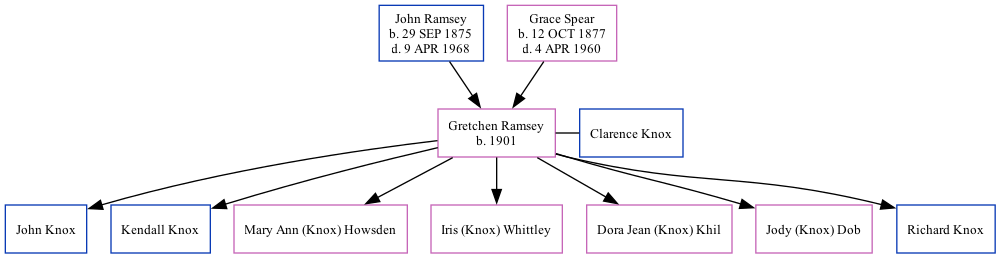 John Ramsey
b. 29 SEP 1875
d. 9 APR 1968
Grace Spear
b. 12 OCT 1877
d. 4 APR 1960
Gretchen Ramsey
b. 1901
Clarence Knox
John Knox
Kendall Knox
Mary Ann (Knox) Howsden
Iris (Knox) Whittley
Dora Jean (Knox) Khil
Jody (Knox) Dob
Richard Knox